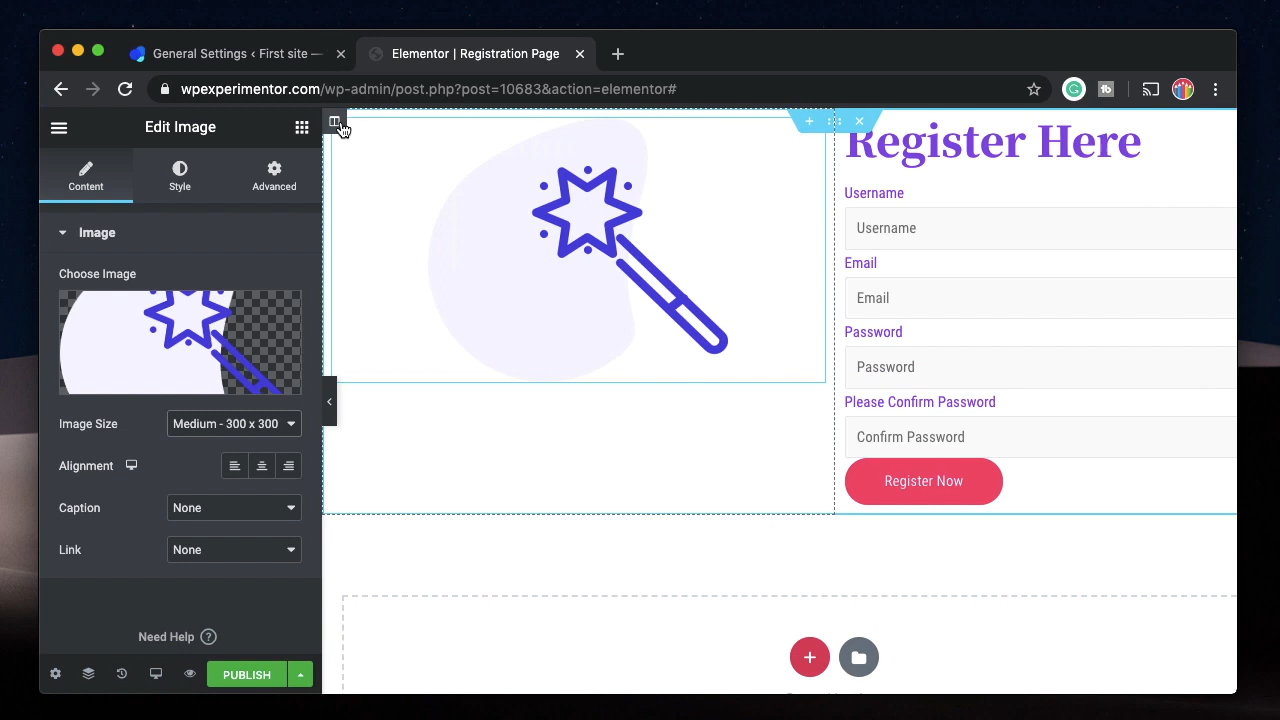 General Settings ‹ First site —
Elementor | Registration Page
wpexperimentor.com/wp-admin/post.php?post=10683&action=elementor#
Edit Image
Content
Style
Advanced
Image
Choose Image
Image Size
Medium - 300 x 300
Alignment
Caption
None
Link
None
Need Help ?
PUBLISH
Register Here
Username
Username
Email
Email
Password
Password
Please Confirm Password
Confirm Password
Register Now